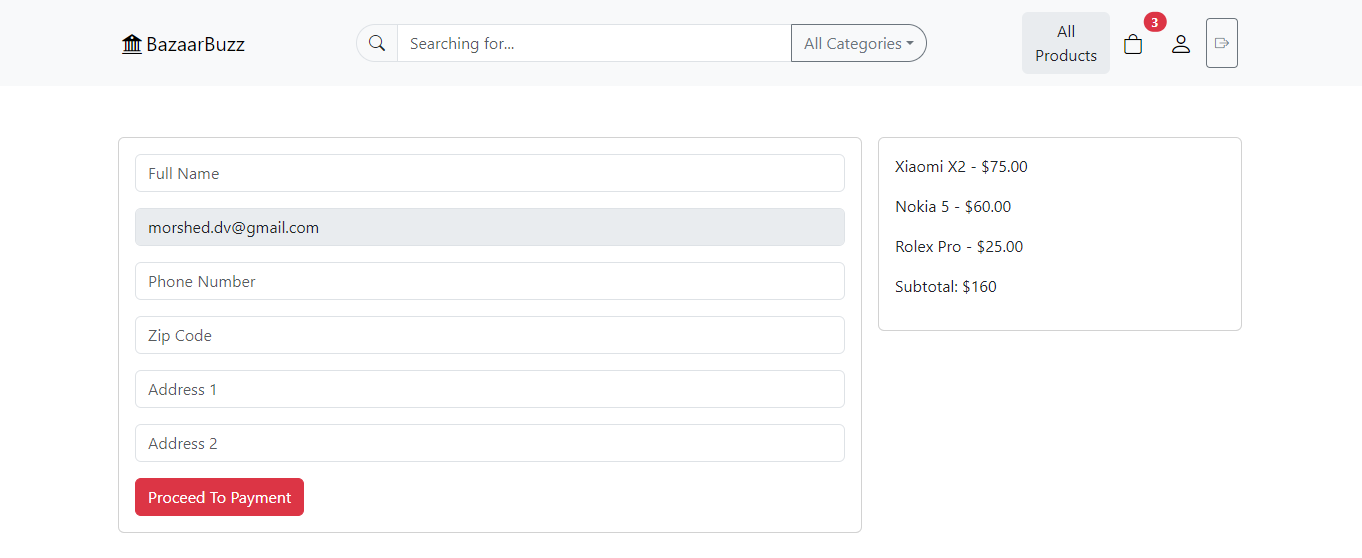 BazaarBuzz
Searching for...
All Categories
All
Products
3
Full Name
morshed.dv@gmail.com
Phone Number
Zip Code
Address 1
Address 2
Proceed To Payment
Xiaomi X2 - $75.00
Nokia 5 - $60.00
Rolex Pro - $25.00
Subtotal: $160